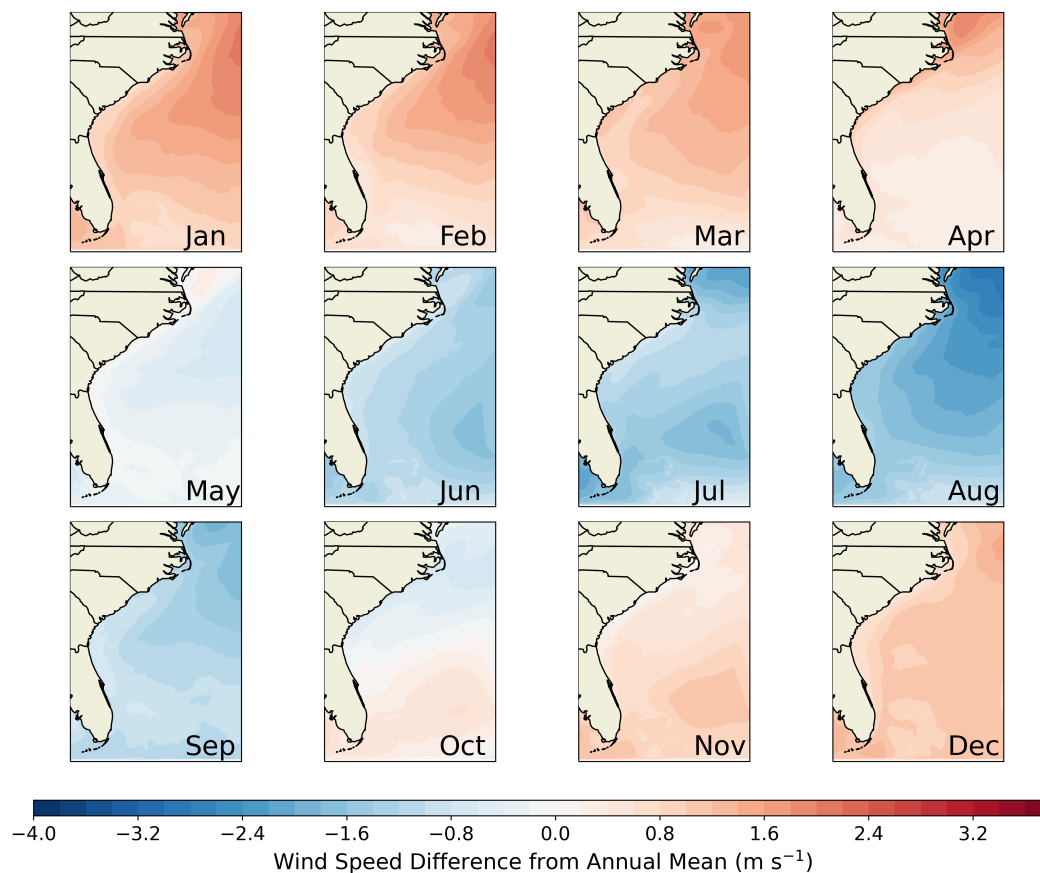 Jan
Feb
Mar
Apr
May
Jun
Jul
Aug
Sep
Oct
Nov
Dec
−4.0 −3.2 −2.4 −1.6 −0.8 0.0 0.8 1.6 2.4 3.2
Wind Speed Difference from Annual Mean (m s⁻¹)